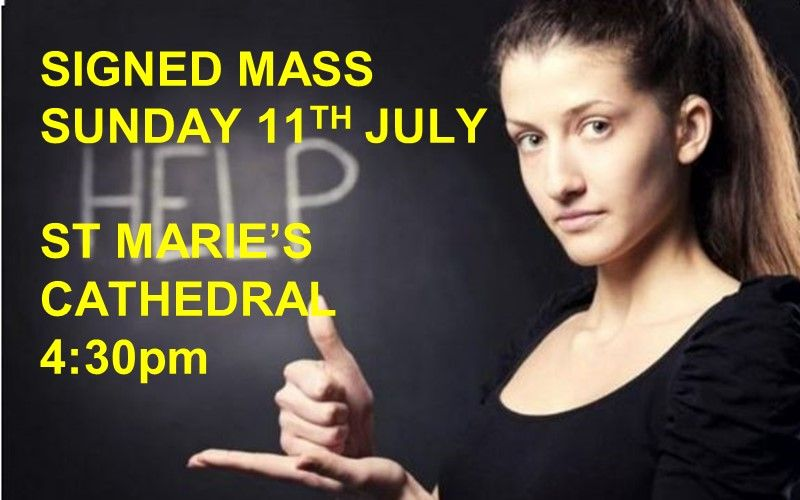 SIGNED MASS
SUNDAY 11TH JULY
HELP
ST MARIE'S
CATHEDRAL
4:30pm